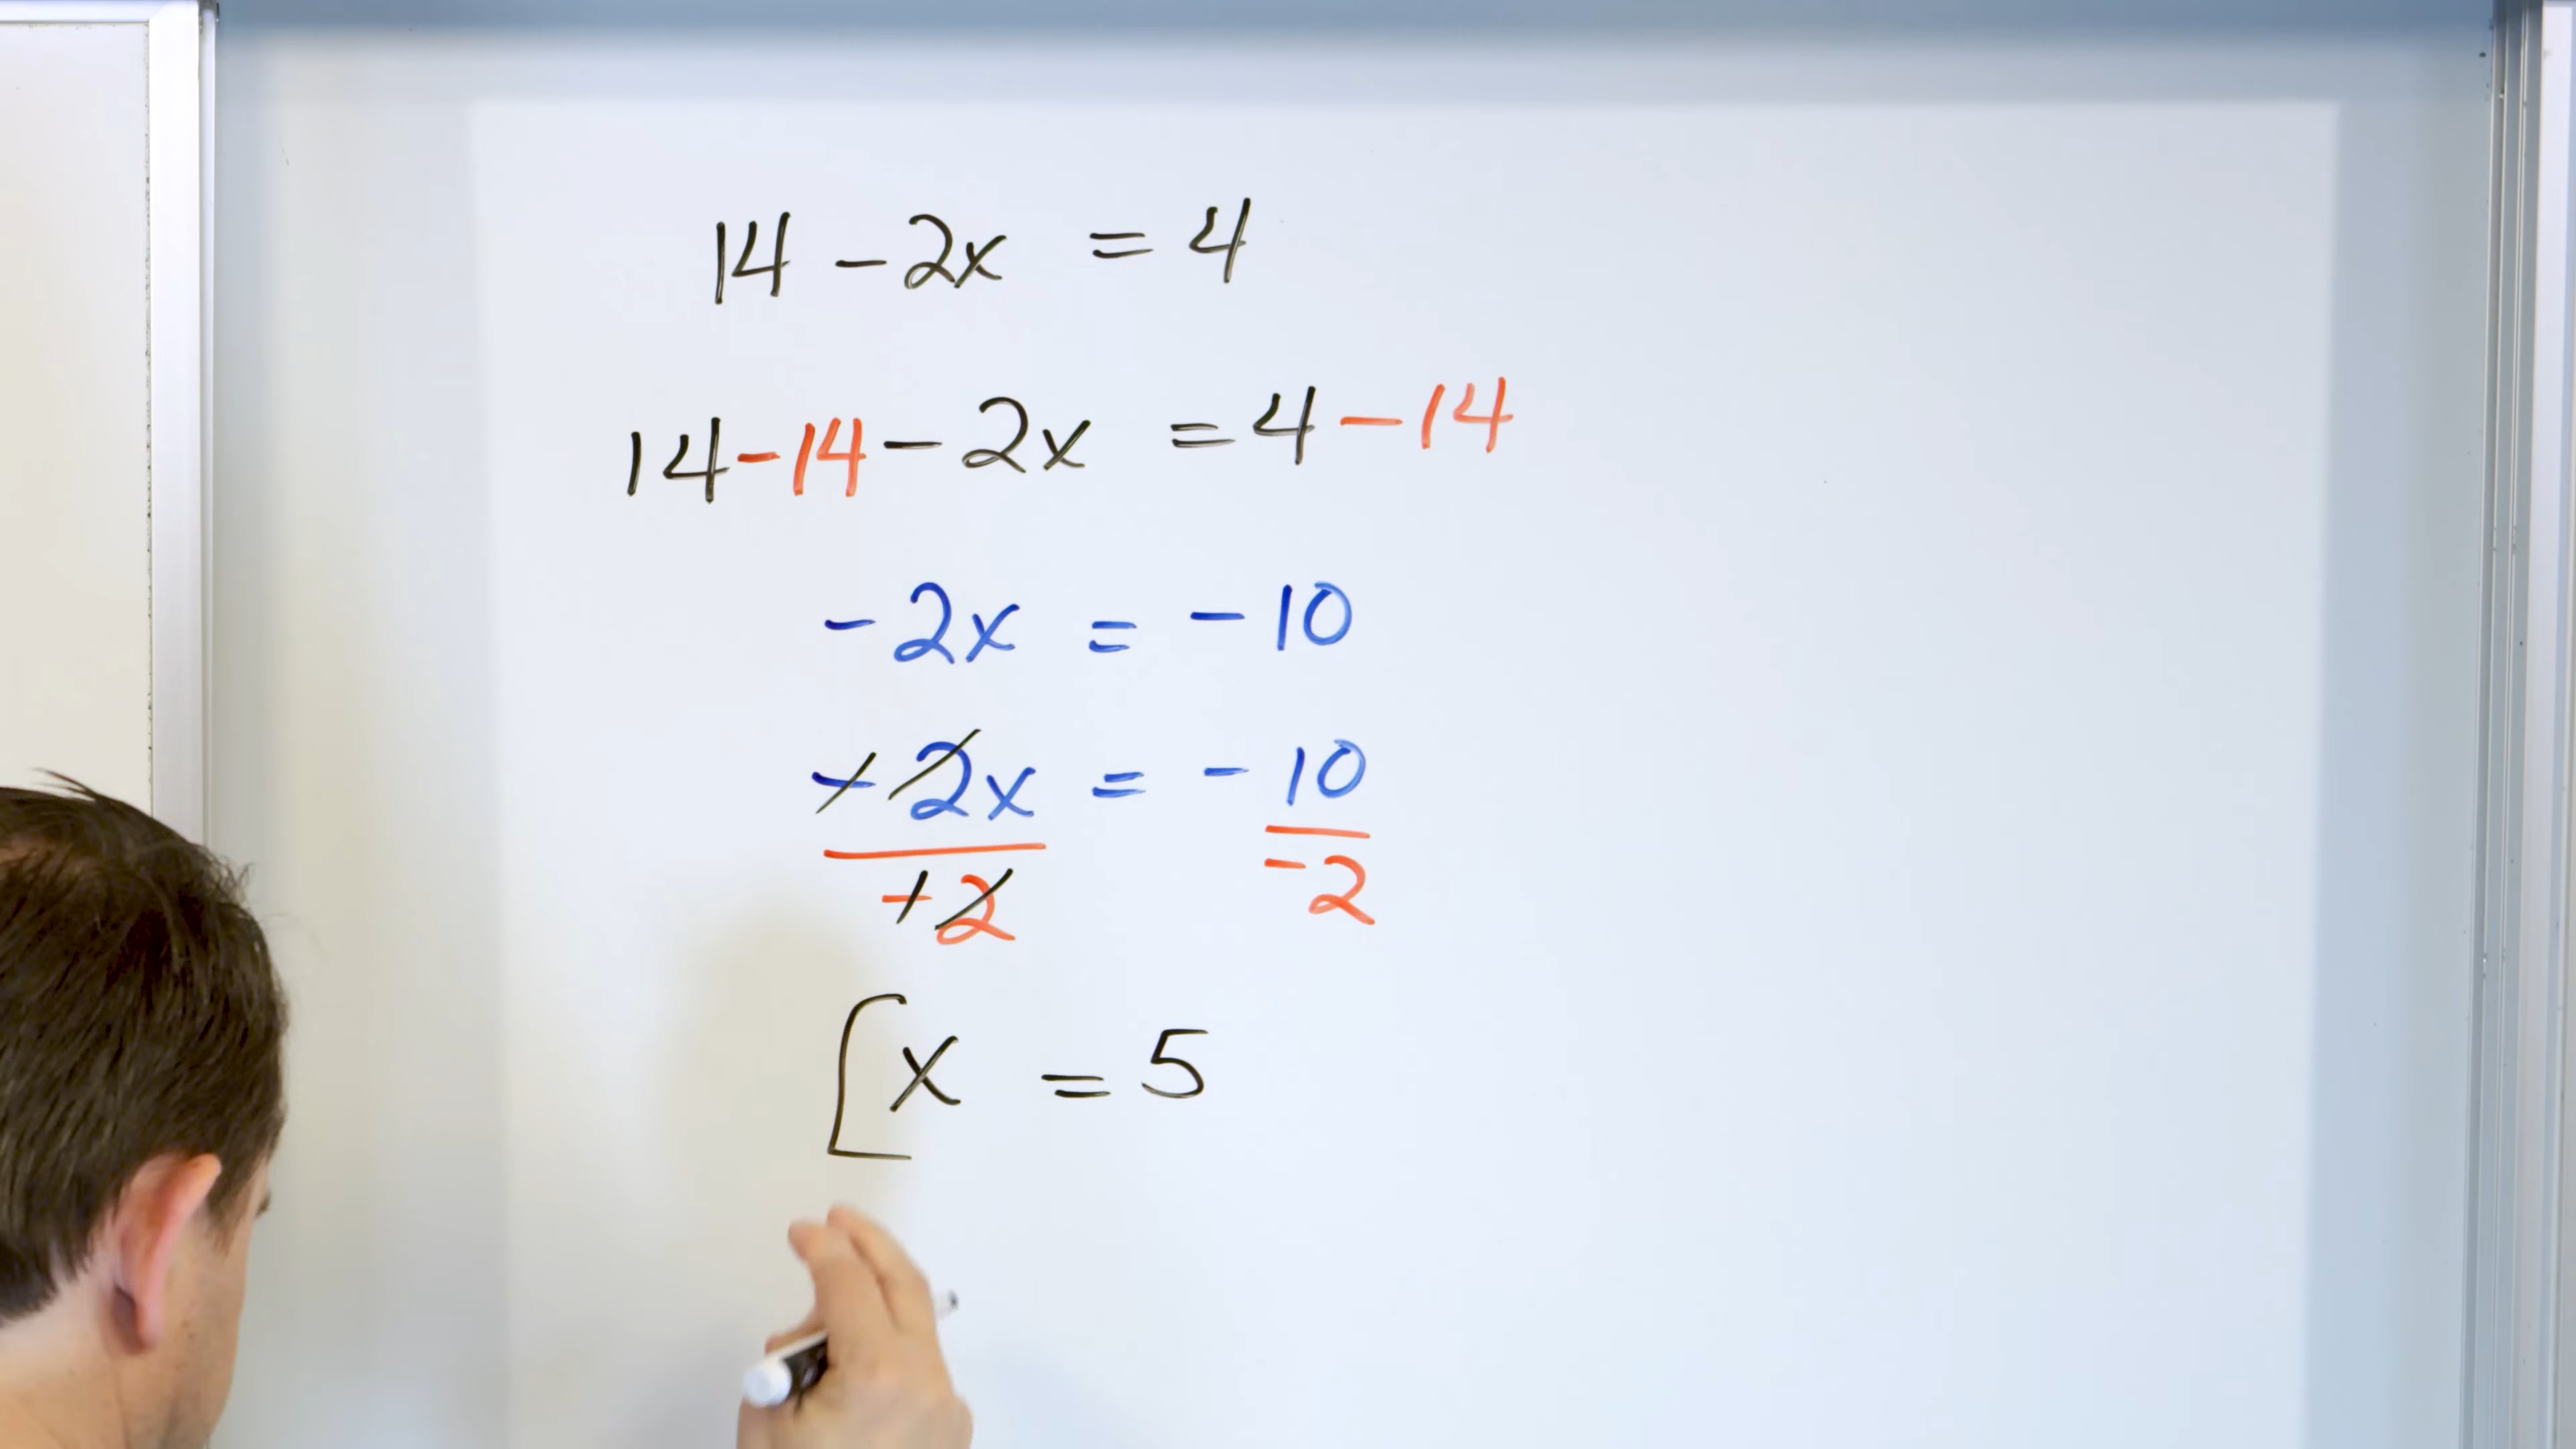 14 - 2x = 4
14 - 14 - 2x = 4 - 14
- 2x = - 10
- 2x = - 10
- 2 - 2
x = 5